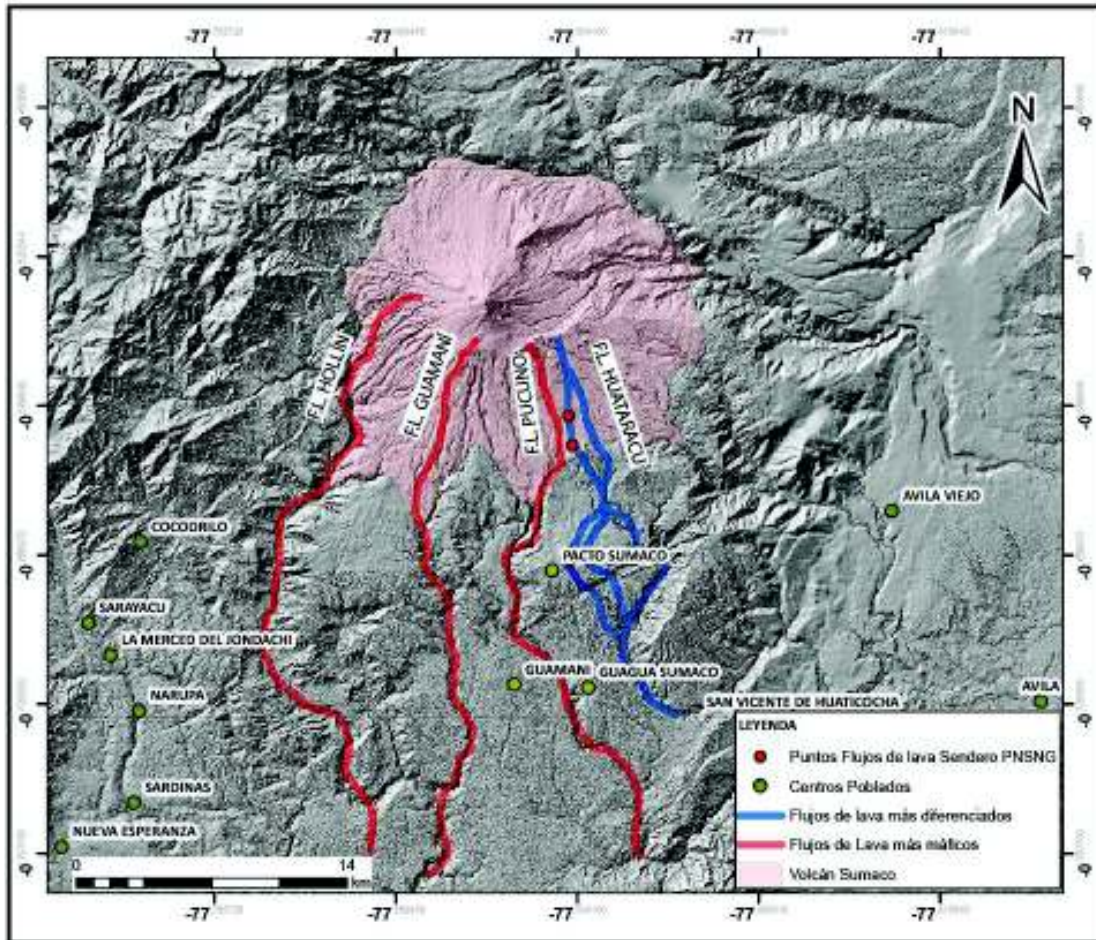 -77
-77
-77
-77
-77
N
F.L. HOLLIN
F.L. GUAMANÍ
F.L. PUCUNO
F.L. HUATARACU
AVILA VIEJO
COCODRILO
PACTO SUMACO
SARAYACU
LA MERCED DEL JONDACHI
GUAMANI
GUAGUA SUMACO
NARUPA
SAN VICENTE DE HUATICOCHA
AVILA
LEYENDA
Puntos Flujos de lava Sendero PNSNG
Centros Poblados
Flujos de lava más diferenciados
Flujos de Lava más máficos
Volcán Sumaco
SARDINAS
NUEVA ESPERANZA
0
14
km
-77
-77
-77
-77
-77